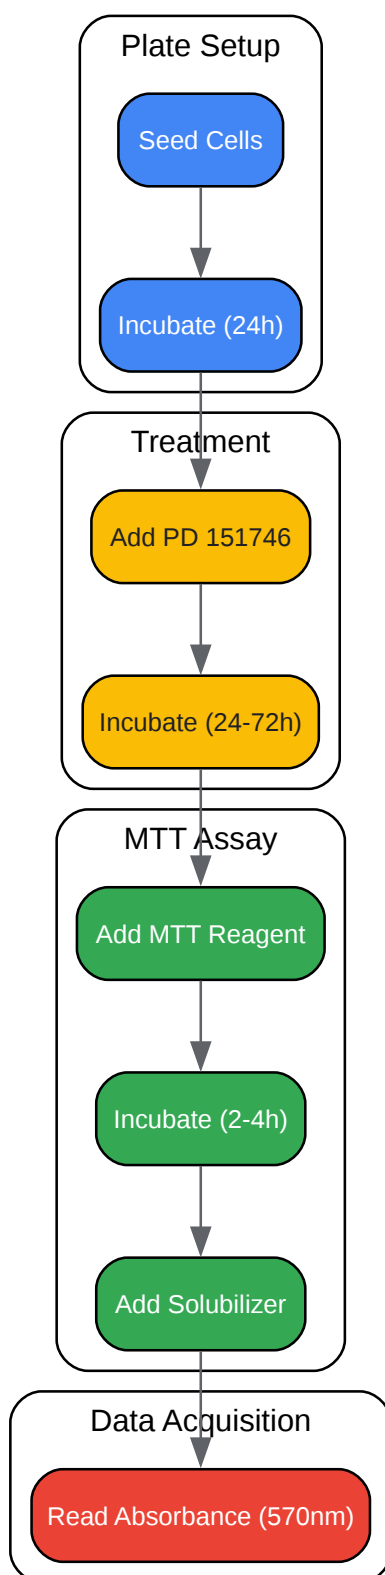 Plate Setup
Seed Cells
Incubate (24h)
Treatment
Add PD 151746
Incubate (24-72h)
MTT Assay
Add MTT Reagent
Incubate (2-4h)
Add Solubilizer
Data Acquisition
Read Absorbance (570nm)